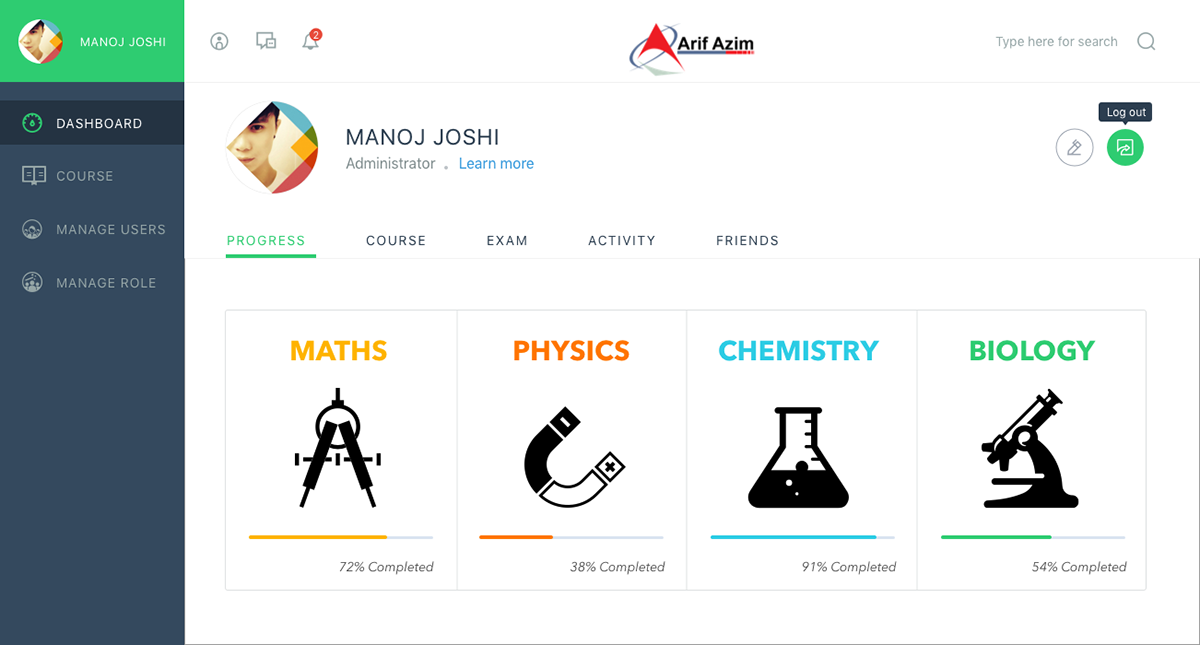 MANOJ JOSHI
2
Arif Azim
Type here for search
DASHBOARD
COURSE
MANAGE USERS
MANAGE ROLE
Log out
MANOJ JOSHI
Administrator . Learn more
PROGRESS COURSE EXAM ACTIVITY FRIENDS
MATHS PHYSICS CHEMISTRY BIOLOGY
72% Completed 38% Completed 91% Completed 54% Completed